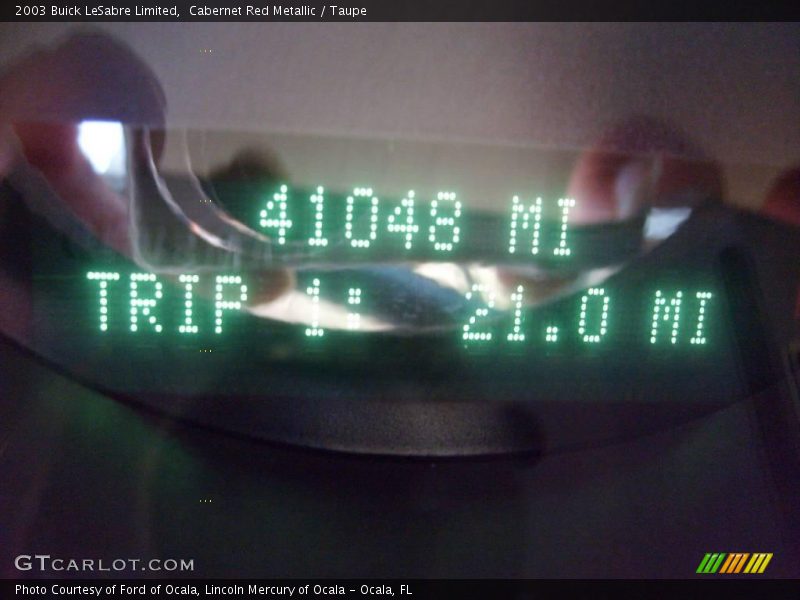 2003 Buick LeSabre Limited,  Cabernet Red Metallic / Taupe
41048 MI
TRIP 1: 21.0 MI
GTCARLOT.COM
Photo Courtesy of Ford of Ocala, Lincoln Mercury of Ocala - Ocala, FL